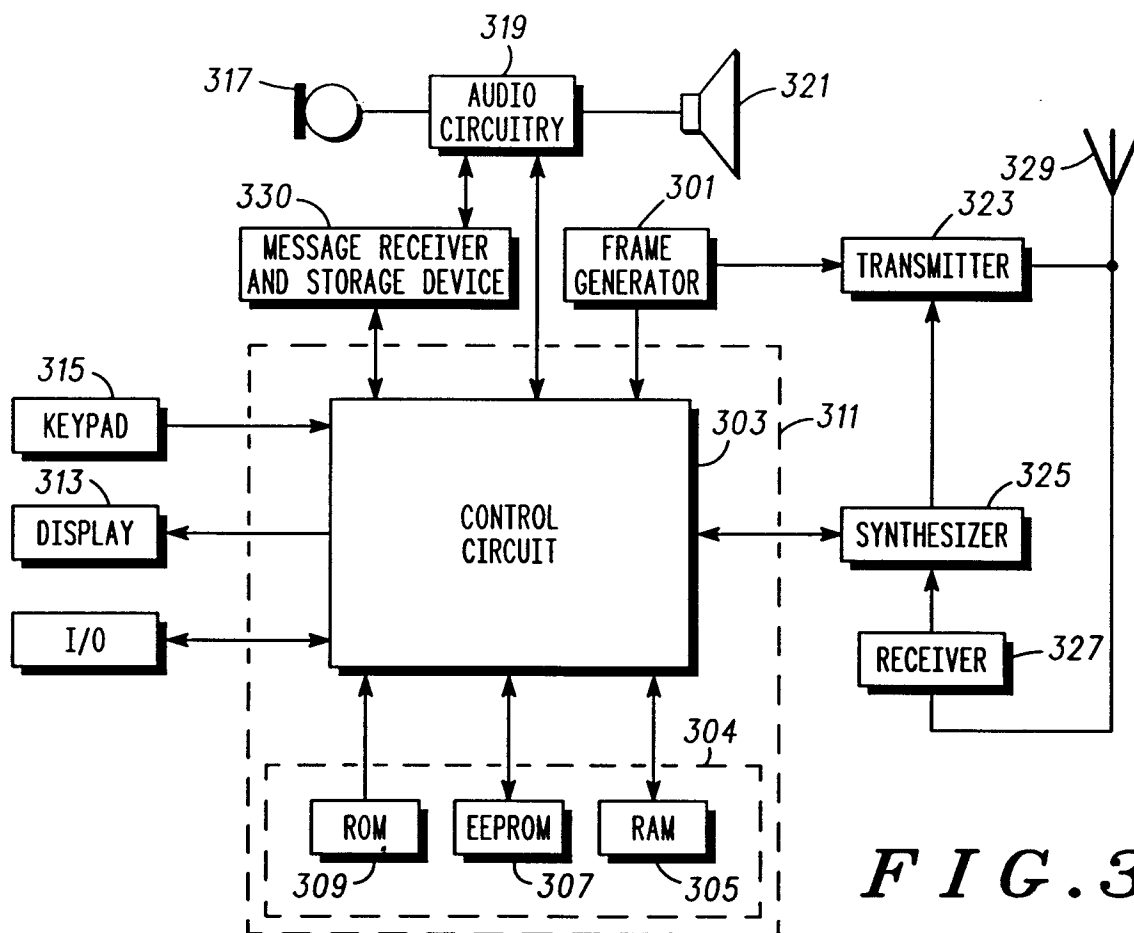 319
317
AUDIO
CIRCUITRY
321
329
330
301
323
MESSAGE RECEIVER
AND STORAGE DEVICE
FRAME
GENERATOR
TRANSMITTER
315
KEYPAD
311
303
313
DISPLAY
CONTROL
CIRCUIT
325
SYNTHESIZER
I/O
RECEIVER
327
304
ROM
EEPROM
RAM
309
307
305
FIG.3